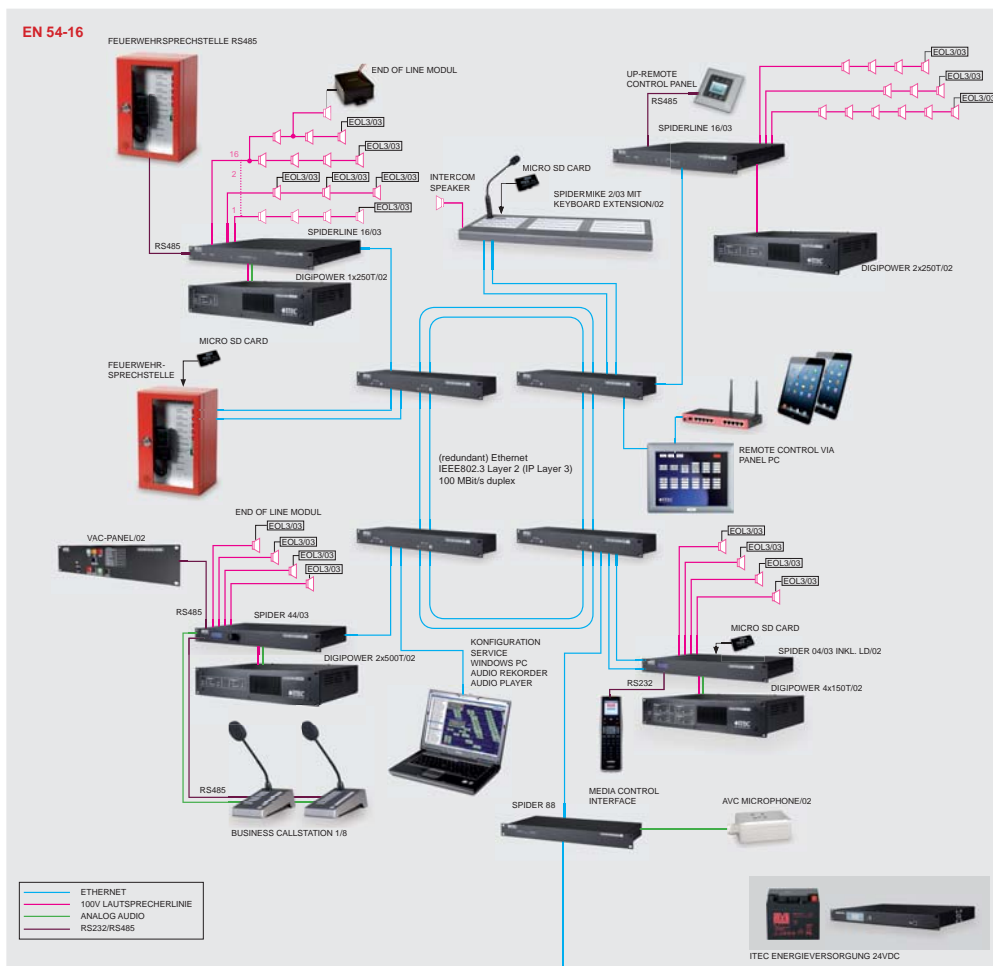 EN 54-16
FEUERWEHRSPRECHSTELLE RS485
END OF LINE MODUL
EOL3/03
EOL3/03
16
2
EOL3/03
EOL3/03
EOL3/03
1
EOL3/03
RS485
SPIDERLINE 16/03
DIGIPOWER 1x250T/02
INTERCOM
SPEAKER
MICRO SD CARD
SPIDERMIKE 2/03 MIT
KEYBOARD EXTENSION/02
UP-REMOTE
CONTROL PANEL
RS485
EOL3/03
EOL3/03
EOL3/03
SPIDERLINE 16/03
DIGIPOWER 2x250T/02
MICRO SD CARD
FEUERWEHR-
SPRECHSTELLE
(redundant) Ethernet
IEEE802.3 Layer 2 (IP Layer 3)
100 MBit/s duplex
REMOTE CONTROL VIA
PANEL PC
VAC-PANEL/02
END OF LINE MODUL
EOL3/03
EOL3/03
EOL3/03
EOL3/03
RS485
SPIDER 44/03
DIGIPOWER 2x500T/02
RS485
BUSINESS CALLSTATION 1/8
KONFIGURATION
SERVICE
WINDOWS PC
AUDIO REKORDER
AUDIO PLAYER
EOL3/03
EOL3/03
EOL3/03
EOL3/03
MICRO SD CARD
SPIDER 04/03 INKL. LD/02
RS232
DIGIPOWER 4x150T/02
MEDIA CONTROL
INTERFACE
SPIDER 88
AVC MICROPHONE/02
ETHERNET
100V LAUTSPRECHERLINIE
ANALOG AUDIO
RS232/RS485
ITEC ENERGIEVERSORGUNG 24VDC